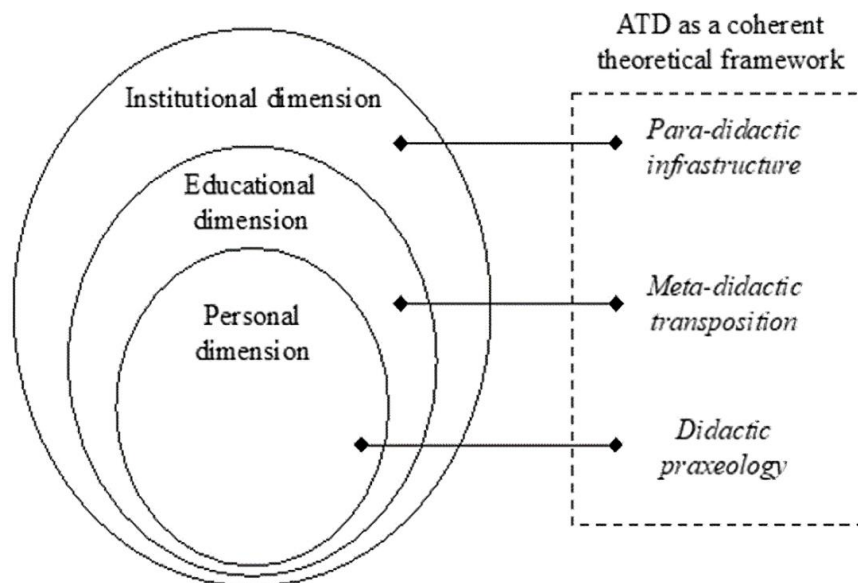 ATD as a coherent
theoretical framework
Institutional dimension
Para-didactic
infrastructure
Educational
dimension
Meta-didactic
transposition
Personal
dimension
Didactic
praxeology